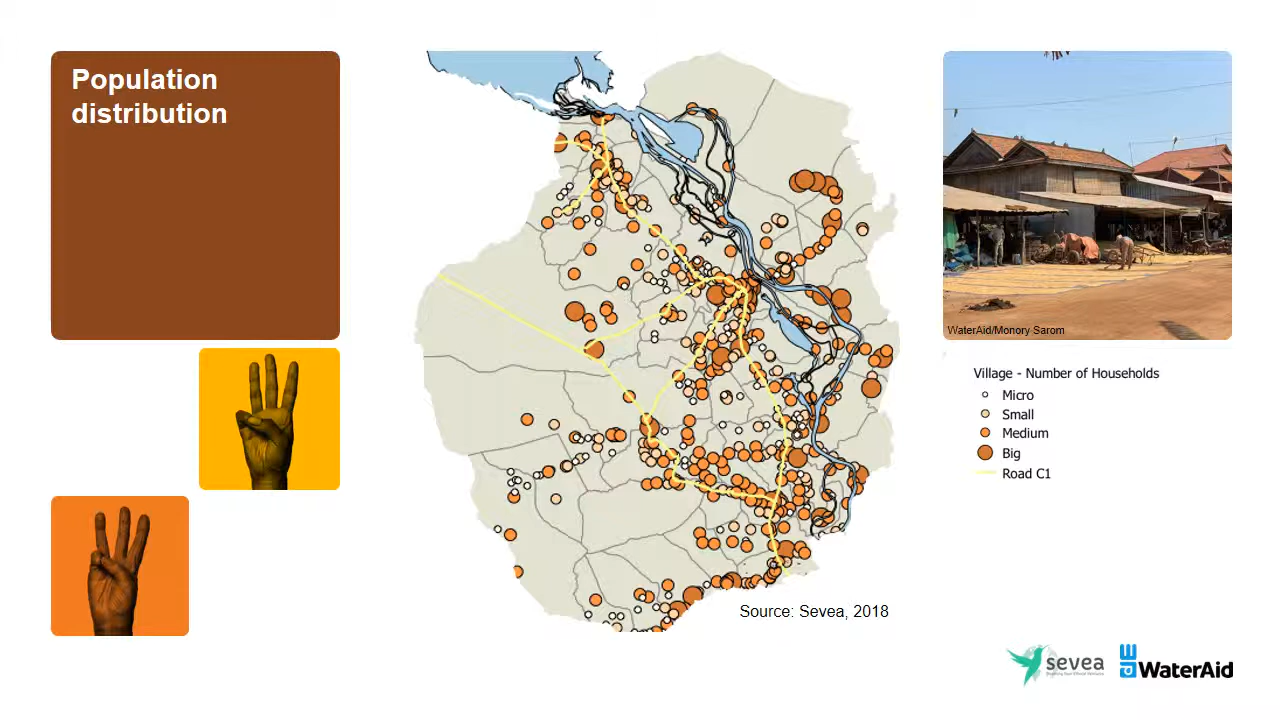 Population
distribution
WaterAid/Monory Sarom
Village - Number of Households
Micro
Small
Medium
Big
Road C1
Source: Sevea, 2018
sevea
WaterAid